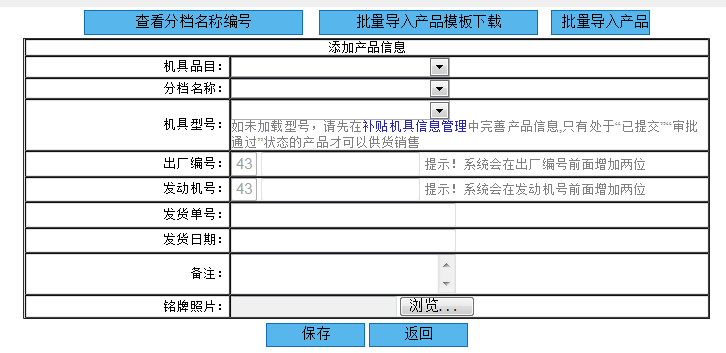 查看分档名称编号 批量导入产品模板下载 批量导入产品
添加产品信息
机具品目：
分档名称：
机具型号：
如未加载型号，请先在补贴机具信息管理中完善产品信息,只有处于“已提交”“审批
通过”状态的产品才可以供货销售
出厂编号： 43 提示！系统会在出厂编号前面增加两位
发动机号： 43 提示！系统会在发动机号前面增加两位
发货单号：
发货日期：
备注：
铭牌照片： 浏览...
保存 返回